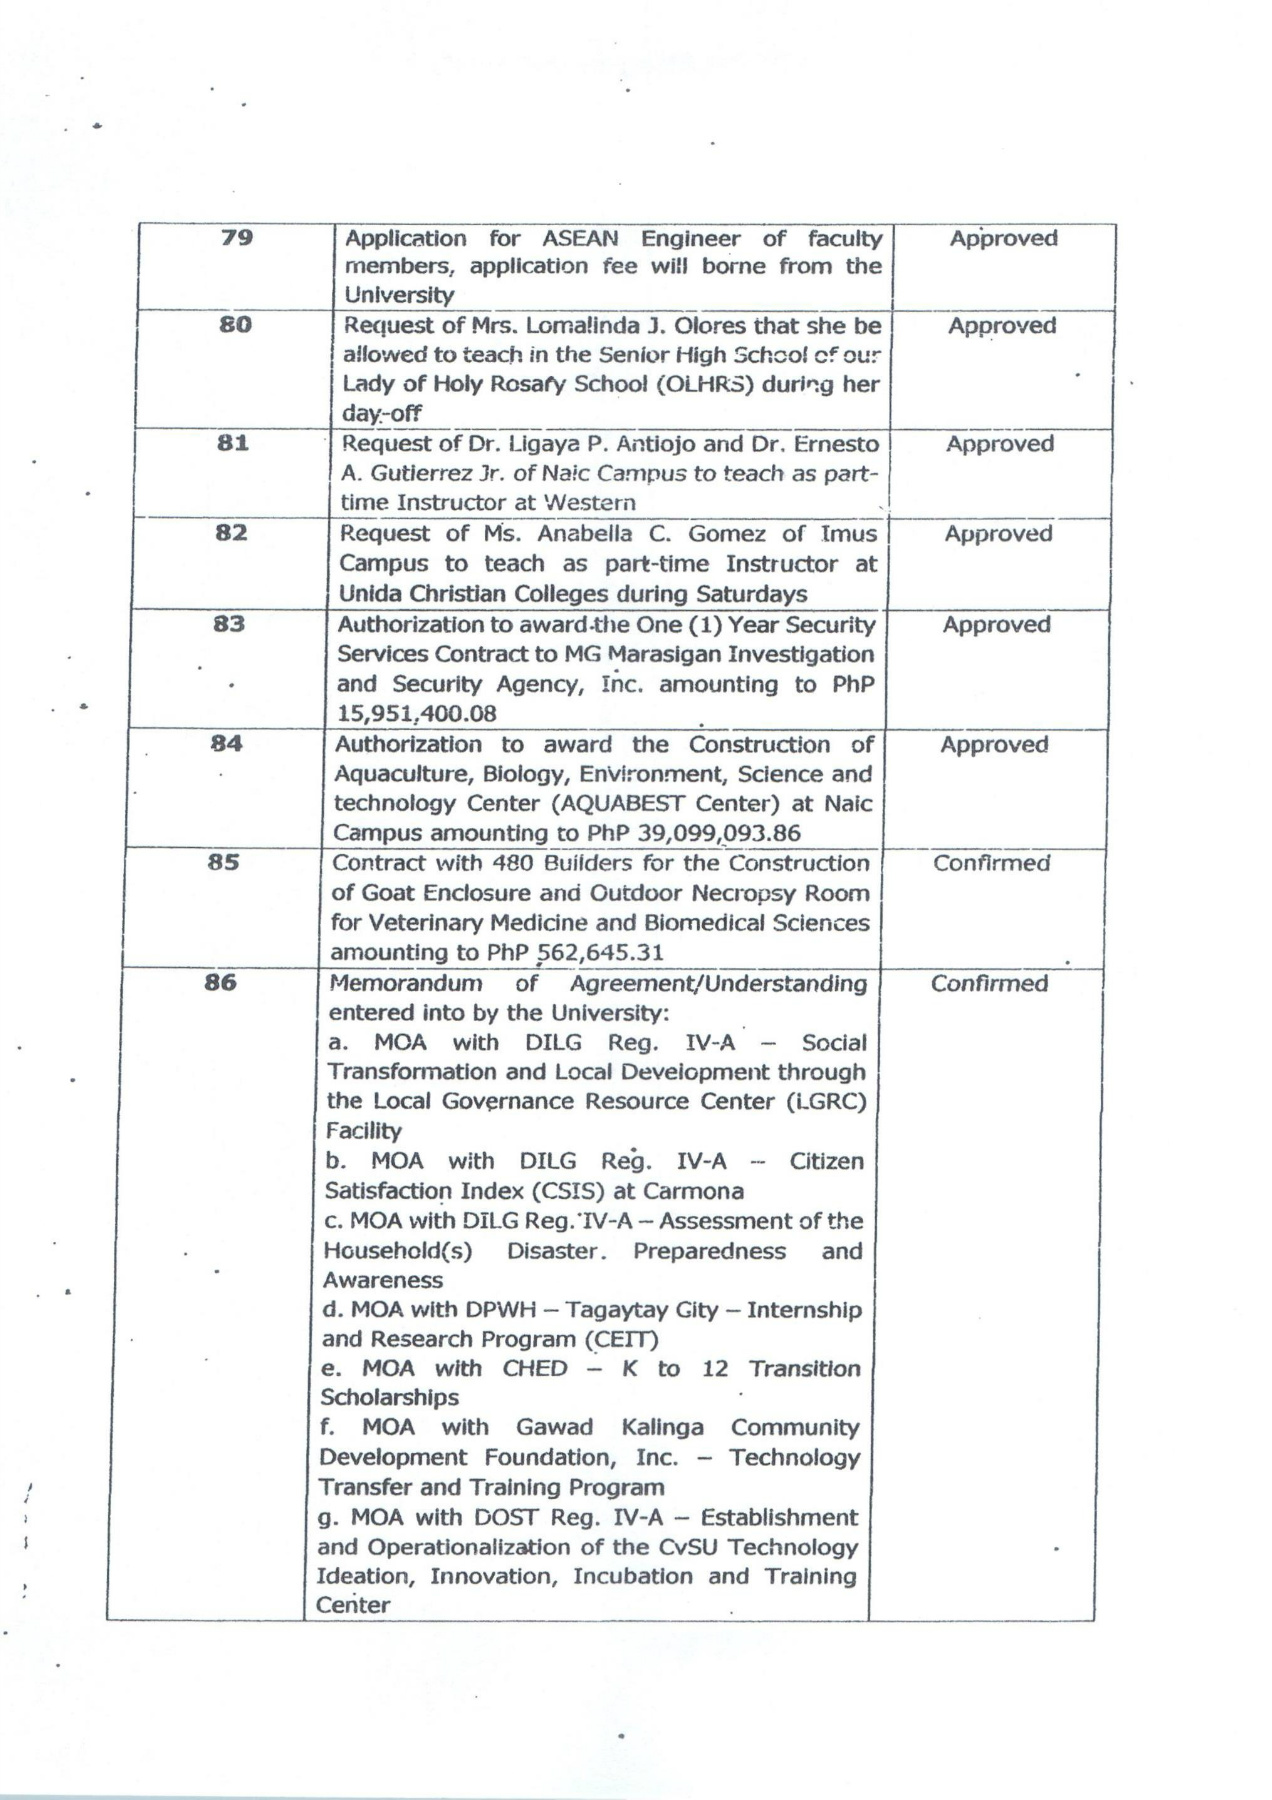 79 Application for ASEAN Engineer of faculty Approved
members, application fee will borne from the
University
80 Request of Mrs. Lomalinda J. Olores that she be Approved
allowed to teach in the Senior High School of our
Lady of Holy Rosary School (OLHRS) during her
day-off
81 Request of Dr. Ligaya P. Antiojo and Dr. Ernesto Approved
A. Gutierrez Jr. of Naic Campus to teach as part-
time Instructor at Western
82 Request of Ms. Anabella C. Gomez of Imus Approved
Campus to teach as part-time Instructor at
Unida Christian Colleges during Saturdays
83 Authorization to award the One (1) Year Security Approved
Services Contract to MG Marasigan Investigation
and Security Agency, Inc. amounting to PhP
15,951,400.08
84 Authorization to award the Construction of Approved
Aquaculture, Biology, Environment, Science and
technology Center (AQUABEST Center) at Naic
Campus amounting to PhP 39,099,093.86
85 Contract with 480 Builders for the Construction Confirmed
of Goat Enclosure and Outdoor Necropsy Room
for Veterinary Medicine and Biomedical Sciences
amounting to PhP 562,645.31
86 Memorandum of Agreement/Understanding Confirmed
entered into by the University:
a. MOA with DILG Reg. IV-A – Social
Transformation and Local Development through
the Local Governance Resource Center (LGRC)
Facility
b. MOA with DILG Reg. IV-A – Citizen
Satisfaction Index (CSIS) at Carmona
c. MOA with DILG Reg. IV-A – Assessment of the
Household(s) Disaster. Preparedness and
Awareness
d. MOA with DPWH – Tagaytay City – Internship
and Research Program (CEIT)
e. MOA with CHED – K to 12 Transition
Scholarships
f. MOA with Gawad Kalinga Community
Development Foundation, Inc. – Technology
Transfer and Training Program
g. MOA with DOST Reg. IV-A – Establishment
and Operationalization of the CvSU Technology
Ideation, Innovation, Incubation and Training
Center